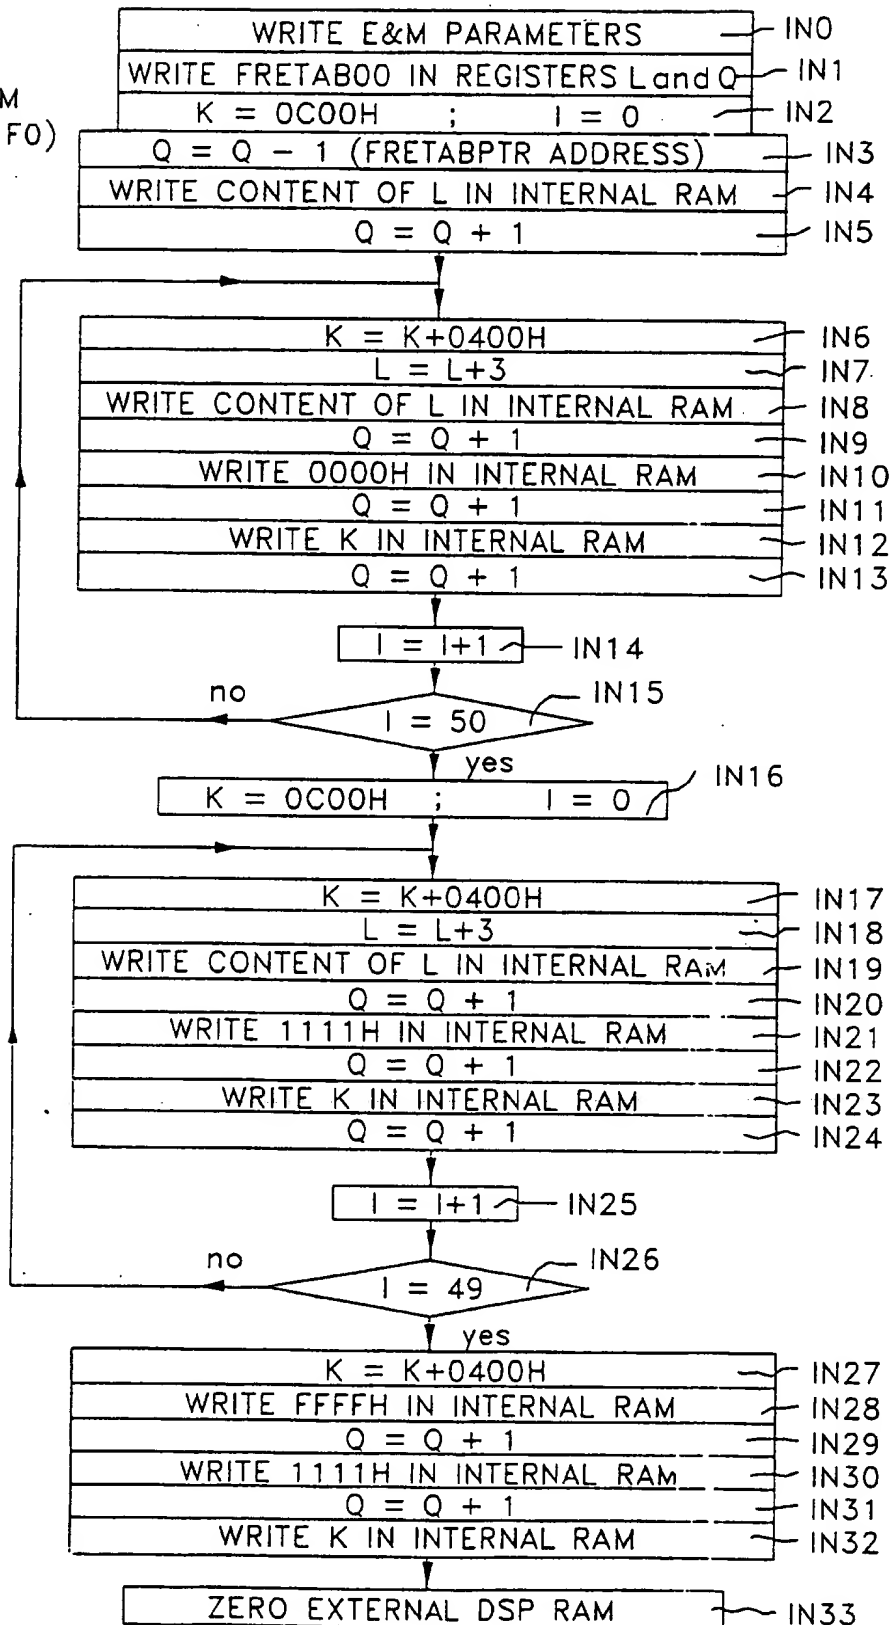 WRITE E&M PARAMETERS IN0
WRITE FRETAB00 IN REGISTERS L and Q IN1
M
K = 0C00H ; I = 0 IN2
F0)
Q = Q - 1 (FRETABPTR ADDRESS) IN3
WRITE CONTENT OF L IN INTERNAL RAM IN4
Q = Q + 1 IN5
K = K+0400H IN6
L = L+3 IN7
WRITE CONTENT OF L IN INTERNAL RAM IN8
Q = Q + 1 IN9
WRITE 0000H IN INTERNAL RAM IN10
Q = Q + 1 IN11
WRITE K IN INTERNAL RAM IN12
Q = Q + 1 IN13
I = I+1 IN14
no IN15
I = 50
yes
K = 0C00H ; I = 0 IN16
K = K+0400H IN17
L = L+3 IN18
WRITE CONTENT OF L IN INTERNAL RAM IN19
Q = Q + 1 IN20
WRITE 1111H IN INTERNAL RAM IN21
Q = Q + 1 IN22
WRITE K IN INTERNAL RAM IN23
Q = Q + 1 IN24
I = I+1 IN25
no IN26
I = 49
yes
K = K+0400H IN27
WRITE FFFFH IN INTERNAL RAM IN28
Q = Q + 1 IN29
WRITE 1111H IN INTERNAL RAM IN30
Q = Q + 1 IN31
WRITE K IN INTERNAL RAM IN32
ZERO EXTERNAL DSP RAM IN33